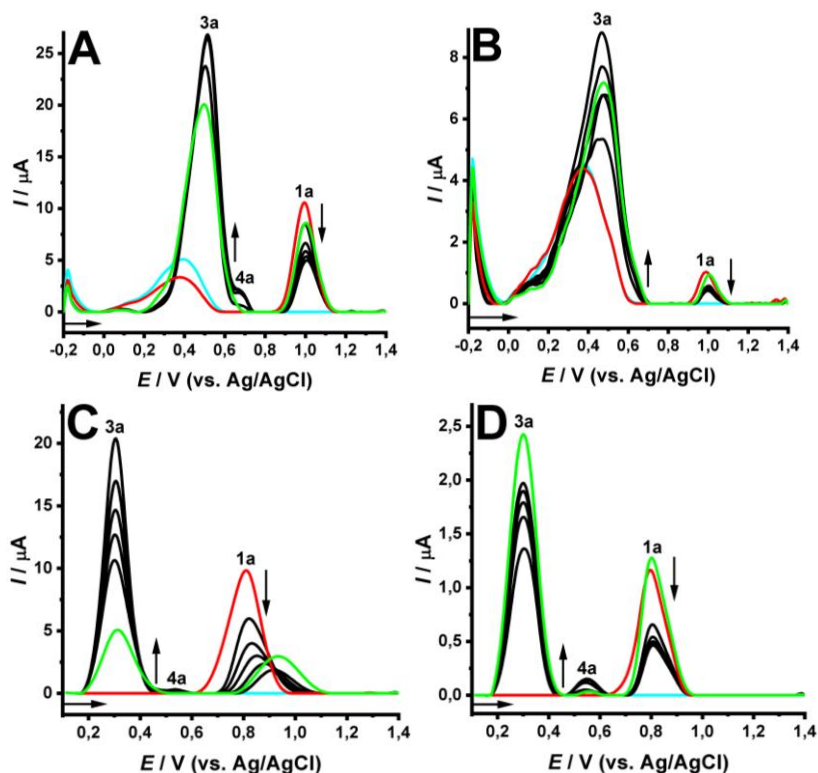 A
3a
4a
1a
25
20
15
10
5
0
I / µA
-0,2 0,0 0,2 0,4 0,6 0,8 1,0 1,2 1,4
E / V (vs. Ag/AgCl)
B
3a
1a
8
6
4
2
0
I / µA
-0,2 0,0 0,2 0,4 0,6 0,8 1,0 1,2 1,4
E / V (vs. Ag/AgCl)
C
3a
4a
1a
20
15
10
5
0
I / µA
0,2 0,4 0,6 0,8 1,0 1,2 1,4
E / V (vs. Ag/AgCl)
D
3a
4a
1a
2,5
2,0
1,5
1,0
0,5
0,0
I / µA
0,2 0,4 0,6 0,8 1,0 1,2 1,4
E / V (vs. Ag/AgCl)